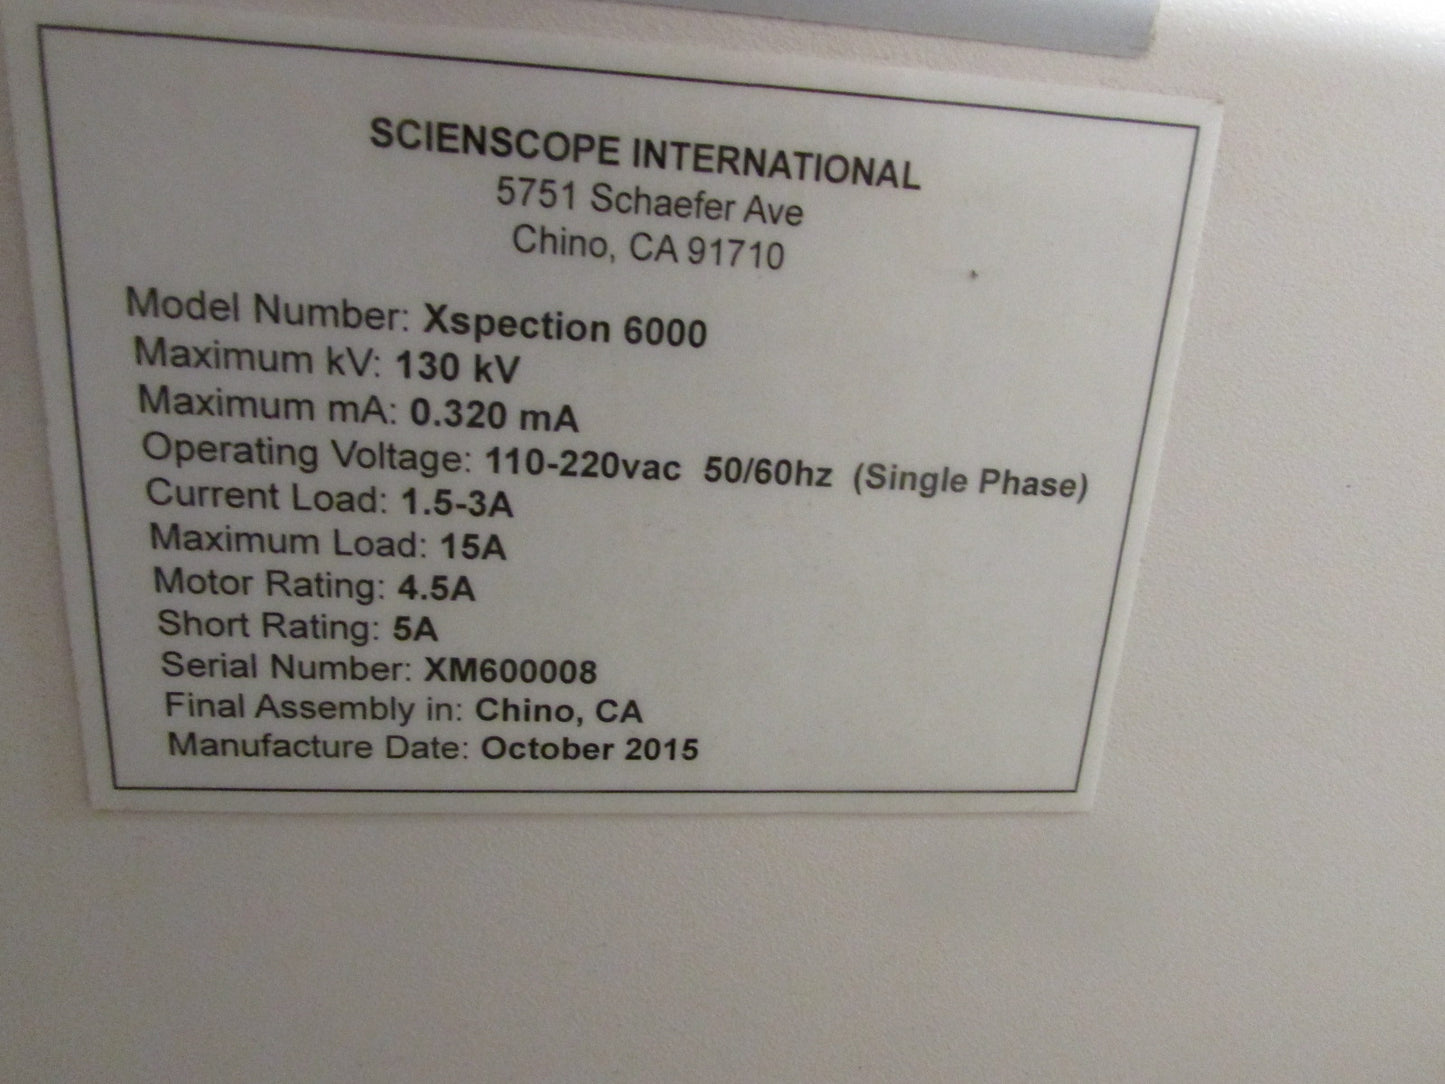 SCIENSCOPE INTERNATIONAL
5751 Schaefer Ave
Chino, CA 91710
Model Number: Xspection 6000
Maximum kV: 130 kV
Maximum mA: 0.320 mA
Operating Voltage: 110-220vac 50/60hz (Single Phase)
Current Load: 1.5-3A
Maximum Load: 15A
Motor Rating: 4.5A
Short Rating: 5A
Serial Number: XM600008
Final Assembly in: Chino, CA
Manufacture Date: October 2015